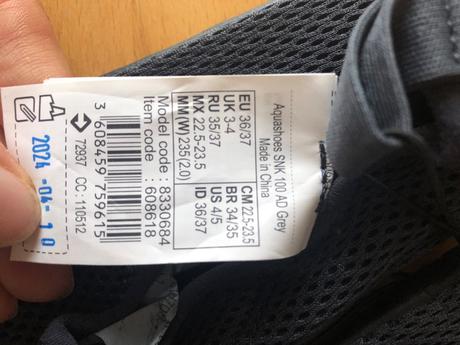 Aquashoes SNK 100 AD Grey
Made in China
EU 36/37 CM 22.5-23.5
UK 3-4 BR 34/35
RU 35/37 US 4/5
MX 22.5-23.5 ID 36/37
MM(W) 235(2.0)
Model code : 8330684
Item code : 608618
3 608459 759615
72937 CC : 110512
2024 -04- 10